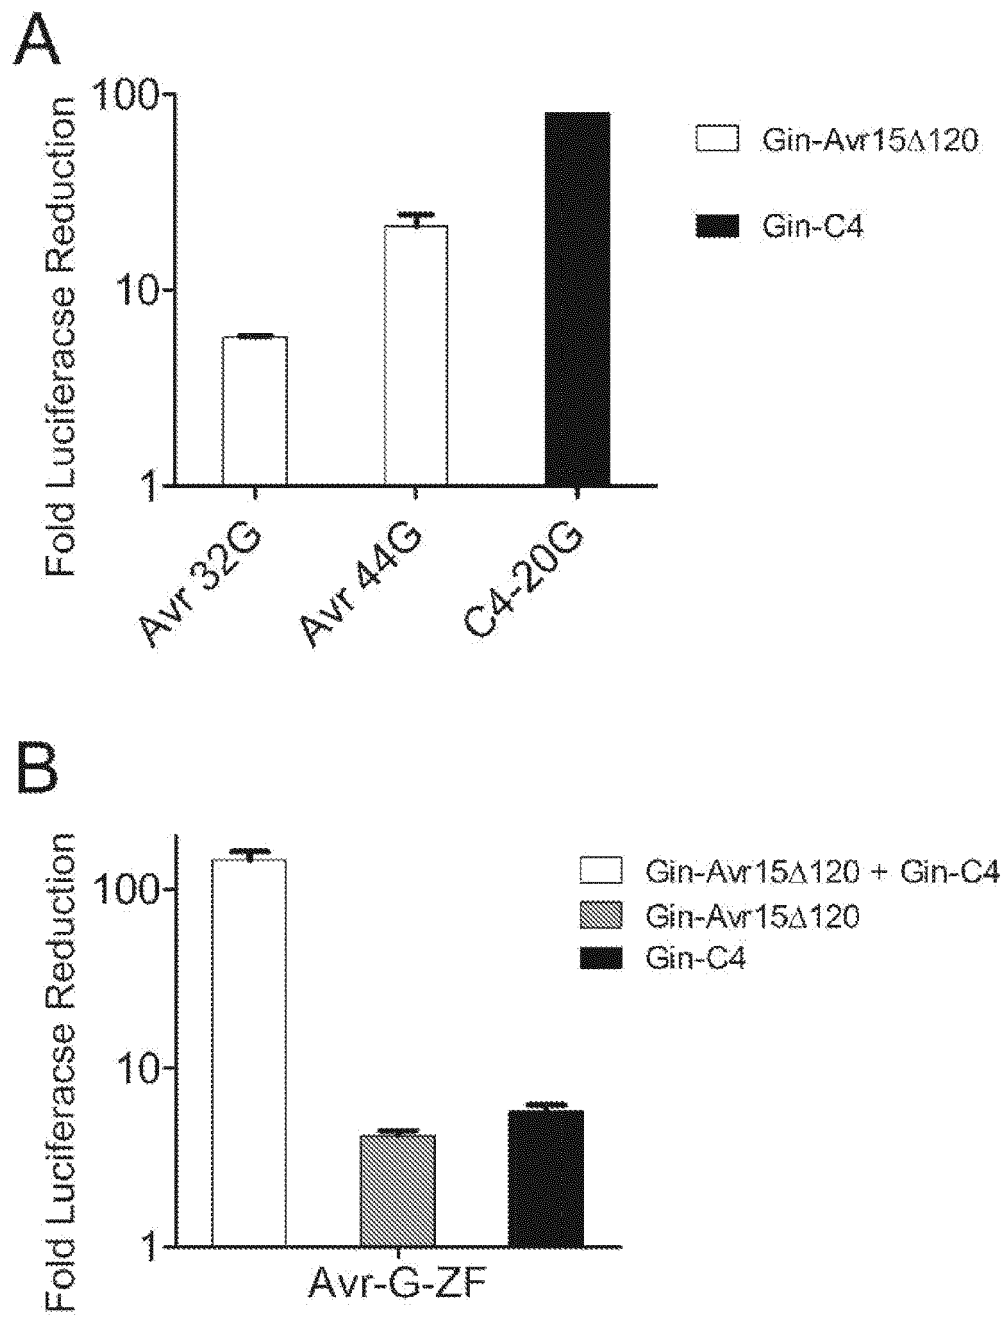 A
Fold Luciferacse Reduction
100
10
1
Avr 32G
Avr 44G
C4-20G
Gin-Avr15Δ120
Gin-C4
B
Fold Luciferacse Reduction
100
10
1
Avr-G-ZF
Gin-Avr15Δ120 + Gin-C4
Gin-Avr15Δ120
Gin-C4